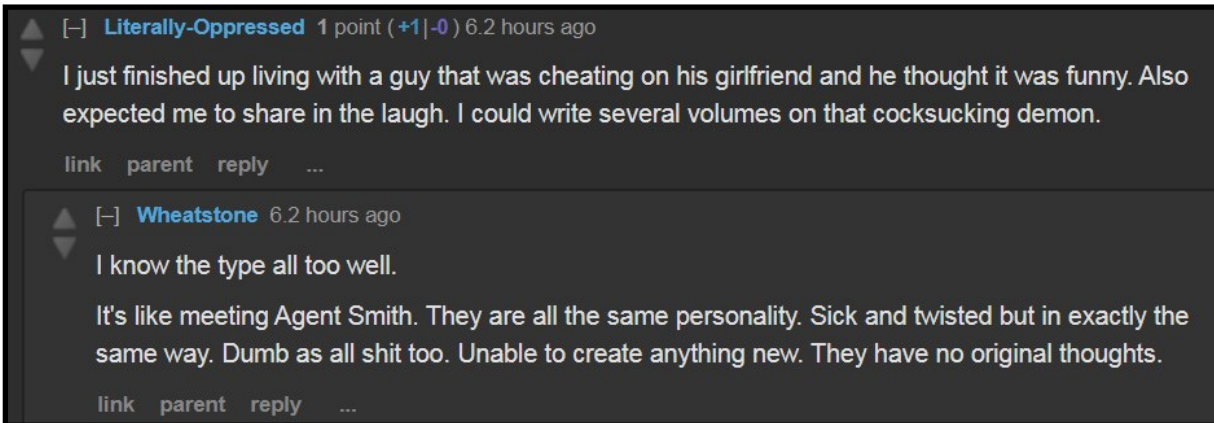 [–] Literally-Oppressed 1 point (+1|-0) 6.2 hours ago
I just finished up living with a guy that was cheating on his girlfriend and he thought it was funny. Also
expected me to share in the laugh. I could write several volumes on that cocksucking demon.
link parent reply ...
[–] Wheatstone 6.2 hours ago
I know the type all too well.
It's like meeting Agent Smith. They are all the same personality. Sick and twisted but in exactly the
same way. Dumb as all shit too. Unable to create anything new. They have no original thoughts.
link parent reply ...